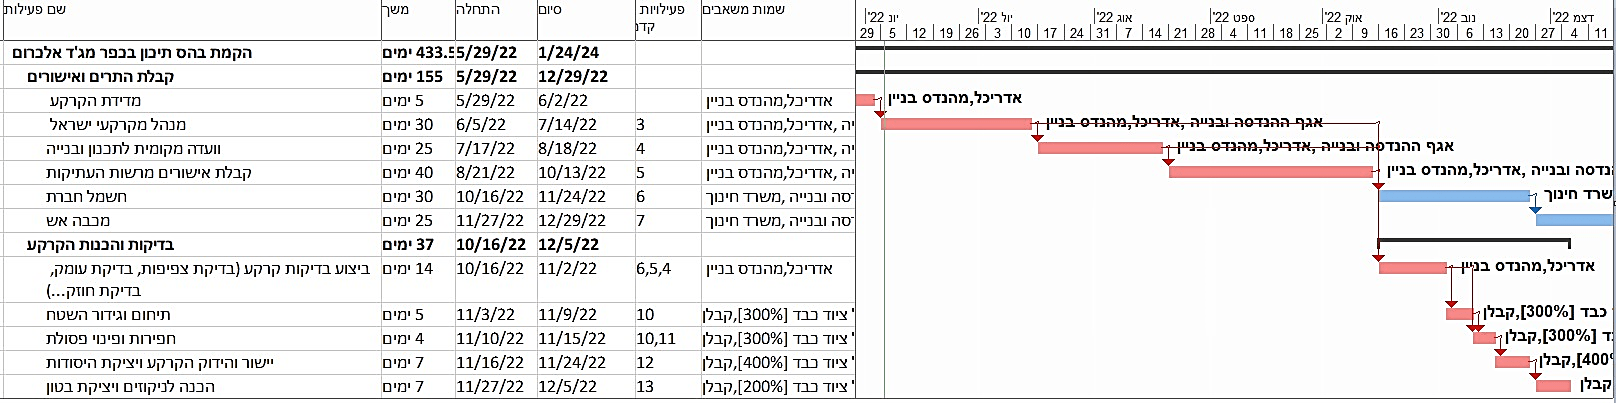 שם פעילות משך התחלה סיום פעילויות שמות משאבים
יונ '22 יול '22 אוג '22 ספט '22 אוק '22 נוב '22 דצמ '22
29 5 12 19 26 3 10 17 24 31 7 14 21 28 4 11 18 25 2 9 16 23 30 6 13 20 27 4 11
הקמת בהס תיכון בכפר מג'ד אלכרום 433.5 ימים 5/29/22 1/24/24
קבלת התרים ואישורים 155 ימים 5/29/22 12/29/22
מדידת הקרקע 5 ימים 5/29/22 6/2/22 אדריכל,מהנדס בניין אדריכל,מהנדס בניין
מנהל מקרקעי ישראל 30 ימים 6/5/22 7/14/22 3 יה ,אדריכל,מהנדס בניין אגף ההנדסה ובנייה ,אדריכל,מהנדס בניין
וועדה מקומית לתכנון ובנייה 25 ימים 7/17/22 8/18/22 4 יה ,אדריכל,מהנדס בניין אגף ההנדסה ובנייה ,אדריכל,מהנדס בניין
קבלת אישורים מרשות העתיקות 40 ימים 8/21/22 10/13/22 5 יה ,אדריכל,מהנדס בניין נדסה ובנייה ,אדריכל,מהנדס בניין
חשמל חברת 30 ימים 10/16/22 11/24/22 6 דסה ובנייה ,משרד חינוך שרד חינוך
מכבה אש 25 ימים 11/27/22 12/29/22 7 דסה ובנייה ,משרד חינוך
בדיקות והכנות הקרקע 37 ימים 10/16/22 12/5/22
ביצוע בדיקות קרקע (בדיקת צפיפות, בדיקת עומק, 14 ימים 10/16/22 11/2/22 6,5,4 אדריכל,מהנדס בניין אדריכל,מהנדס בניין
בדיקת חוזק...)
תיחום וגידור השטח 5 ימים 11/3/22 11/9/22 10 ציוד כבד [300%],קבלן כבד [300%],קבלן
חפירות ופינוי פסולת 4 ימים 11/10/22 11/15/22 10,11 ציוד כבד [300%],קבלן [300%],קבלן
יישור והידוק הקרקע ויציקת היסודות 7 ימים 11/16/22 11/24/22 12 ציוד כבד [400%],קבלן 400],קבלן
הכנה לניקוזים ויציקת בטון 7 ימים 11/27/22 12/5/22 13 ציוד כבד [200%],קבלן קבלן